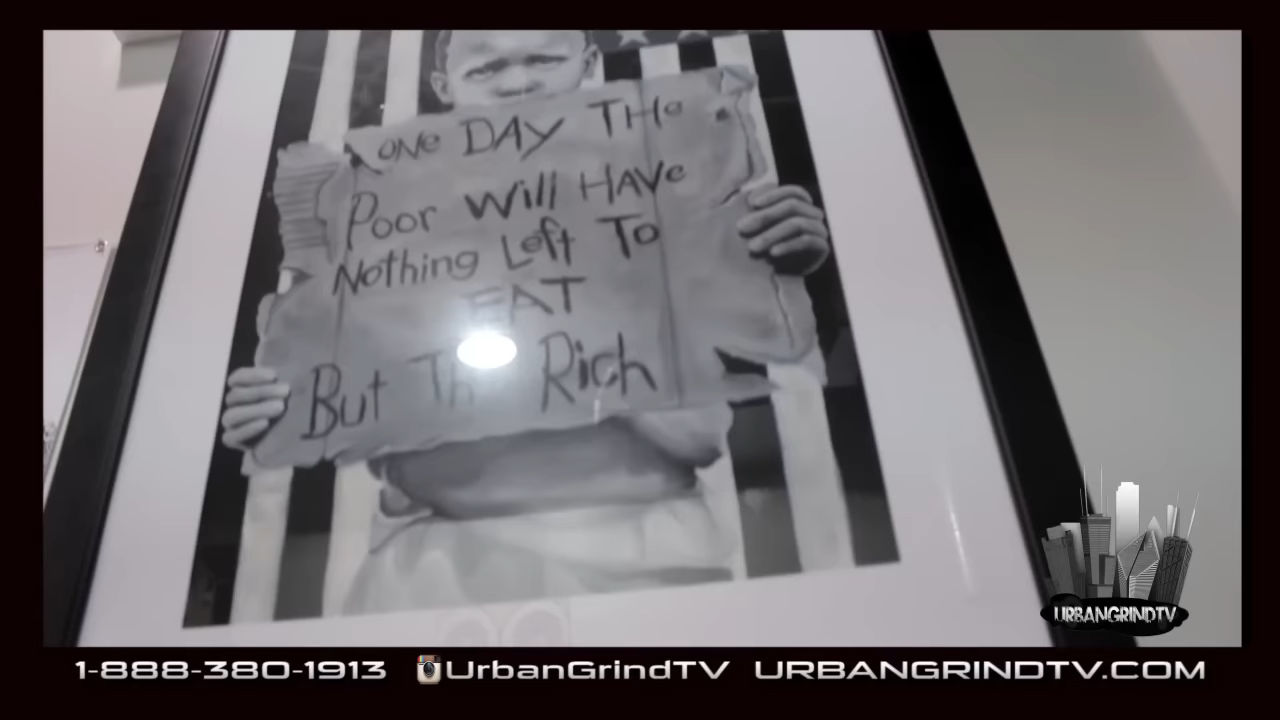 ONe DAY THe
Poor Will HAVe
Nothing Left To
EAT
But The Rich
URBANGRINDTV
1-888-380-1913 UrbanGrindTV URBANGRINDTV.COM